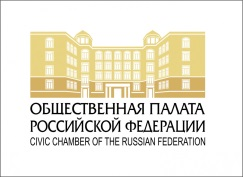 ОБЩЕСТВЕННАЯ ПАЛАТА
РОССИЙСКОЙ ФЕДЕРАЦИИ
CIVIC CHAMBER OF THE RUSSIAN FEDERATION